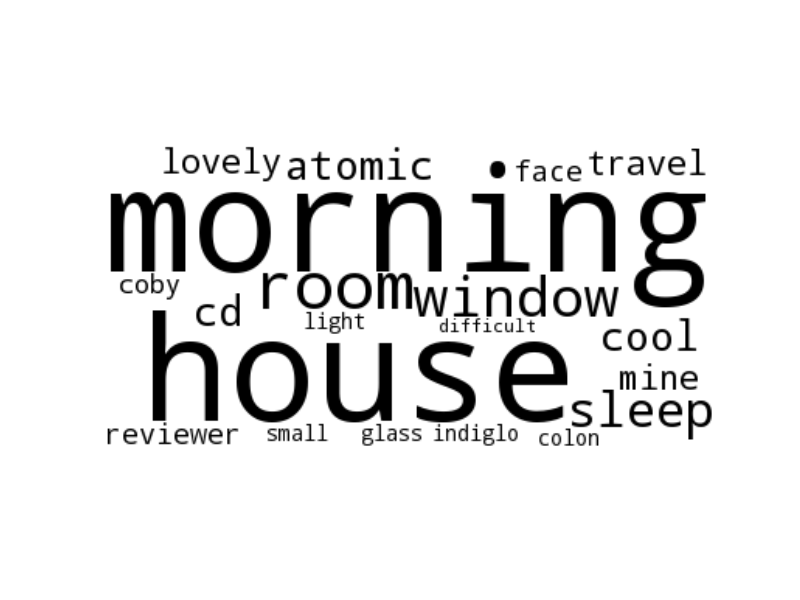 lovely atomic face travel
morning
coby room window
cd light difficult cool
house mine
sleep
reviewer small glass indiglo colon